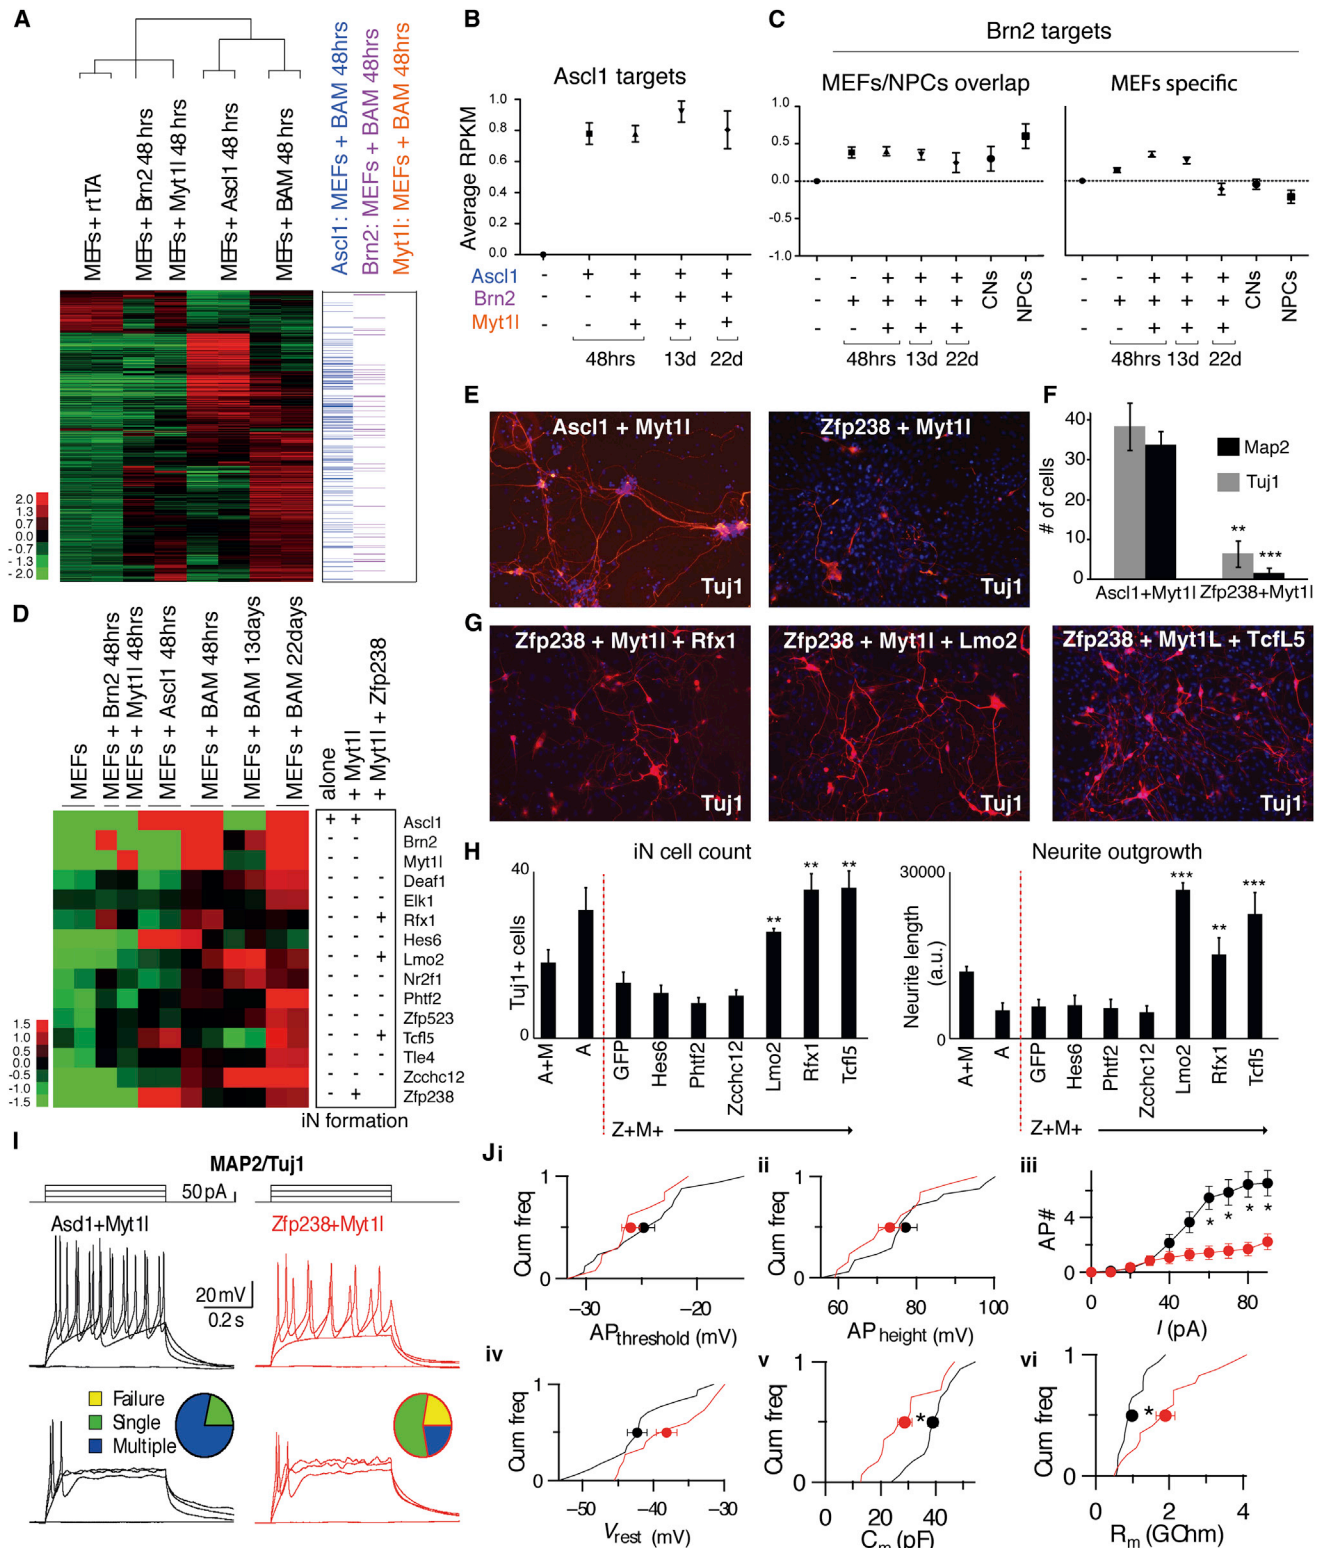 A
MEFs + rtTA
MEFs + Brn2 48 hrs
MEFs + Myt1l 48 hrs
MEFs + Ascl1 48 hrs
MEFs + BAM 48 hrs
Ascl1: MEFs + BAM 48hrs
Brn2: MEFs + BAM 48hrs
Myt1l: MEFs + BAM 48hrs
2.0
1.3
0.7
0.0
- 0.7
- 1.3
- 2.0
B
Ascl1 targets
Average RPKM
1.0
0.8
0.6
0.4
0.2
0.0
Ascl1 - + + + +
Brn2 - - + + +
Myt1l - - + + +
48hrs 13d 22d
C
Brn2 targets
MEFs/NPCs overlap
MEFs specific
1.0
0.5
0.0
-0.5
-1.0
- - + + + CNs NPCs
- + + + +
- - + + +
48hrs 13d 22d
- - + + + CNs NPCs
- + + + +
- - + + +
48hrs 13d 22d
D
MEFs
MEFs + Brn2 48hrs
MEFs + Myt1l 48hrs
MEFs + Ascl1 48hrs
MEFs + BAM 48hrs
MEFs + BAM 13days
MEFs + BAM 22days
alone
+ Myt1l
+ Myt1l + Zfp238
+ + Ascl1
- - Brn2
- - Myt1l
- - - Deaf1
- - - Elk1
- - + Rfx1
- - - Hes6
- - + Lmo2
- - - Nr2f1
- - - Phtf2
- - - Zfp523
- - + Tcfl5
- - - Tle4
- - - Zcchc12
- + Zfp238
iN formation
1.5
1.0
0.5
0.0
-0.5
-1.0
-1.5
E
Ascl1 + Myt1l
Tuj1
Zfp238 + Myt1l
Tuj1
F
# of cells
40
30
20
10
0
Map2
Tuj1
**
***
Ascl1+Myt1l
Zfp238+Myt1l
G
Zfp238 + Myt1l + Rfx1
Tuj1
Zfp238 + Myt1l + Lmo2
Tuj1
Zfp238 + Myt1L + TcfL5
Tuj1
H
iN cell count
Tuj1+ cells
40
0
** ** **
A+M
A
GFP
Hes6
Phtf2
Zcchc12
Lmo2
Rfx1
Tcfl5
Z+M+
Neurite outgrowth
Neurite length
(a.u.)
30000
0
*** ** ***
A+M
A
GFP
Hes6
Phtf2
Zcchc12
Lmo2
Rfx1
Tcfl5
Z+M+
I
MAP2/Tuj1
50 pA
Asd1+Myt1l
Zfp238+Myt1l
20 mV
0.2 s
Failure
Single
Multiple
J i
Cum freq
1
0
−30 −20
APthreshold (mV)
ii
Cum freq
1
0
60 80 100
APheight (mV)
iii
AP#
4
0
* * * *
0 40 80
I (pA)
iv
Cum freq
1
0
−50 −40 −30
Vrest (mV)
v
Cum freq
1
0
*
0 20 40
Cm (pF)
vi
Cum freq
1
0
*
0 2 4
Rm (GOhm)